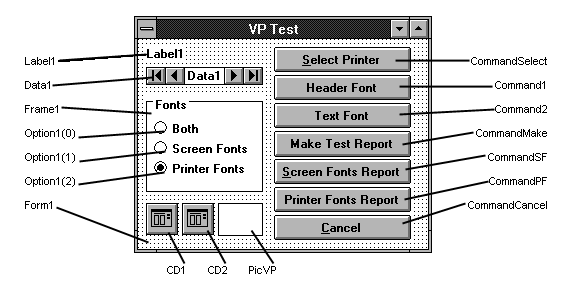 VP Test
Label1
Label1
Select Printer
CommandSelect
Data1
Data1
Header Font
Command1
Frame1
Fonts
Text Font
Command2
Option1(0)
Both
Make Test Report
CommandMake
Option1(1)
Screen Fonts
Screen Fonts Report
CommandSF
Option1(2)
Printer Fonts
Printer Fonts Report
CommandPF
Form1
Cancel
CommandCancel
CD1
CD2
PicVP